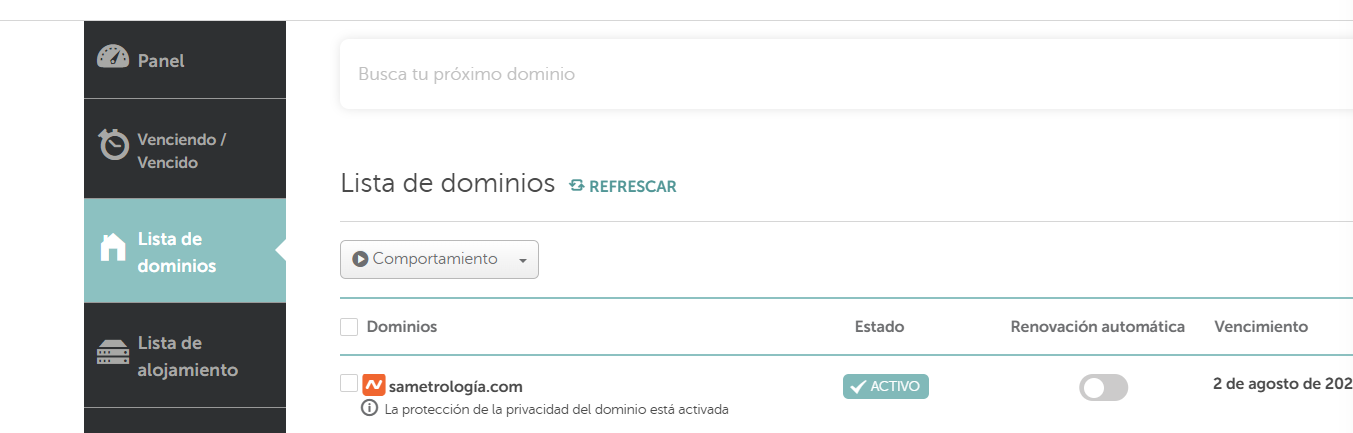 Panel
Venciendo /
Vencido
Lista de
dominios
Lista de
alojamiento
Busca tu próximo dominio
Lista de dominios REFRESCAR
Comportamiento
Dominios Estado Renovación automática Vencimiento
sametrología.com ACTIVO 2 de agosto de 202
La protección de la privacidad del dominio está activada